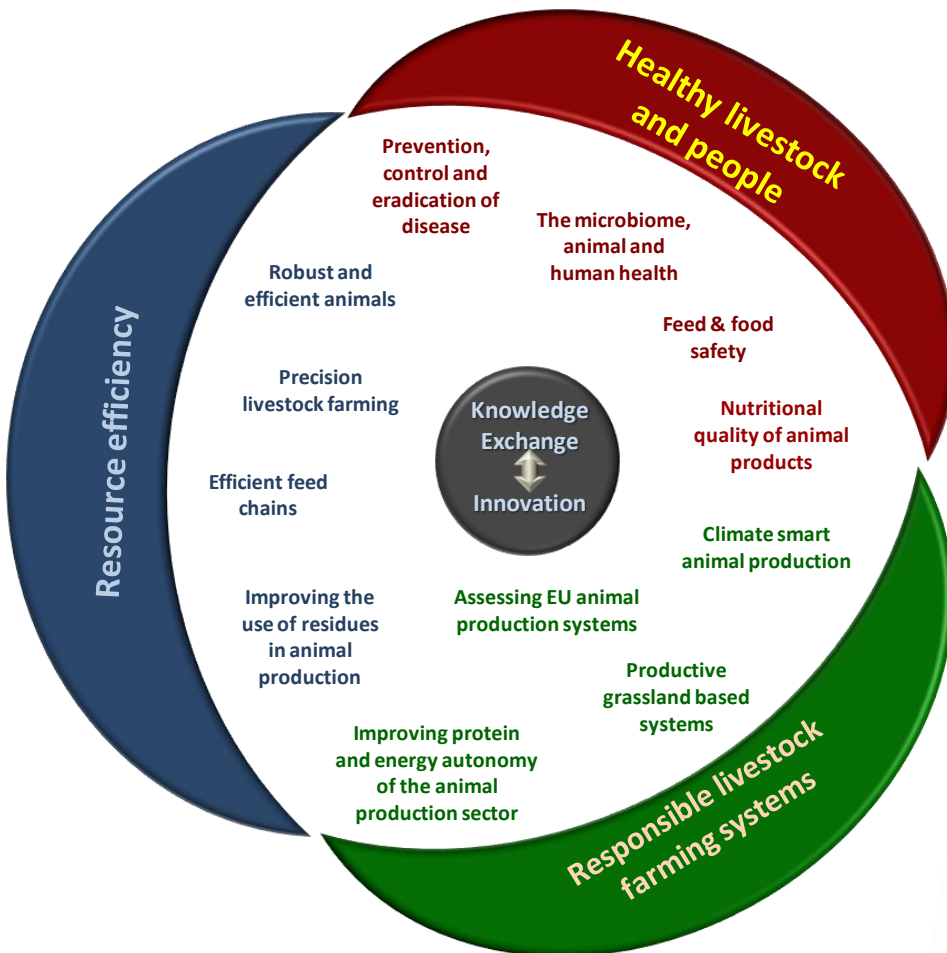 Healthy livestock
and people
Prevention,
control and
eradication of
disease
The microbiome,
animal and
human health
Robust and
efficient animals
Feed & food
safety
Resource efficiency
Precision
livestock farming
Knowledge
Exchange
Innovation
Nutritional
quality of animal
products
Efficient feed
chains
Climate smart
animal production
Improving the
use of residues
in animal
production
Assessing EU animal
production systems
Productive
grassland based
systems
Improving protein
and energy autonomy
of the animal
production sector
Responsible livestock
farming systems